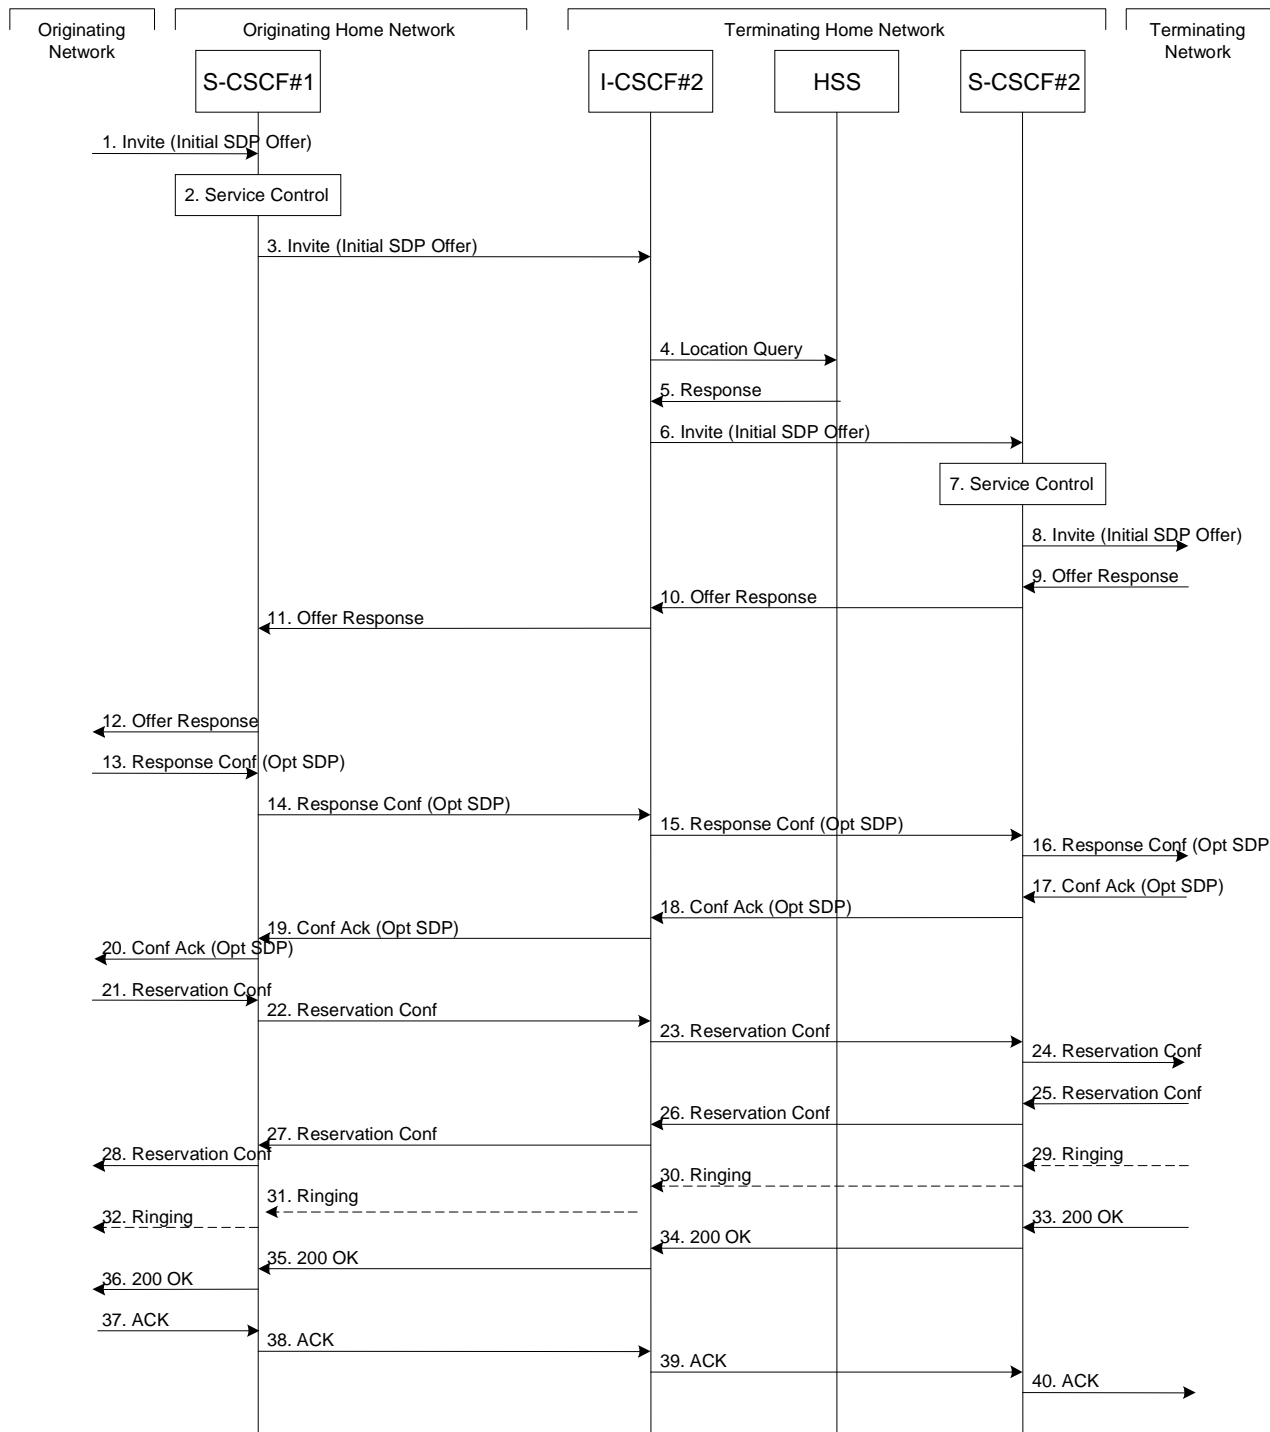 Originating
Network
Originating Home Network
Terminating Home Network
Terminating
Network
S-CSCF#1
I-CSCF#2
HSS
S-CSCF#2
1. Invite (Initial SDP Offer)
2. Service Control
3. Invite (Initial SDP Offer)
4. Location Query
5. Response
6. Invite (Initial SDP Offer)
7. Service Control
8. Invite (Initial SDP Offer)
9. Offer Response
10. Offer Response
11. Offer Response
12. Offer Response
13. Response Conf (Opt SDP)
14. Response Conf (Opt SDP)
15. Response Conf (Opt SDP)
16. Response Conf (Opt SDP
17. Conf Ack (Opt SDP)
18. Conf Ack (Opt SDP)
19. Conf Ack (Opt SDP)
20. Conf Ack (Opt SDP)
21. Reservation Conf
22. Reservation Conf
23. Reservation Conf
24. Reservation Conf
25. Reservation Conf
26. Reservation Conf
27. Reservation Conf
28. Reservation Conf
29. Ringing
30. Ringing
31. Ringing
32. Ringing
33. 200 OK
34. 200 OK
35. 200 OK
36. 200 OK
37. ACK
38. ACK
39. ACK
40. ACK